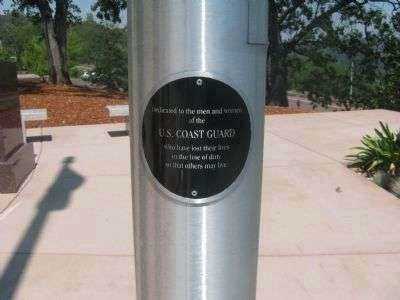 Dedicated to the men and women
of the
U.S. COAST GUARD
who have lost their lives
in the line of duty
so that others may live.